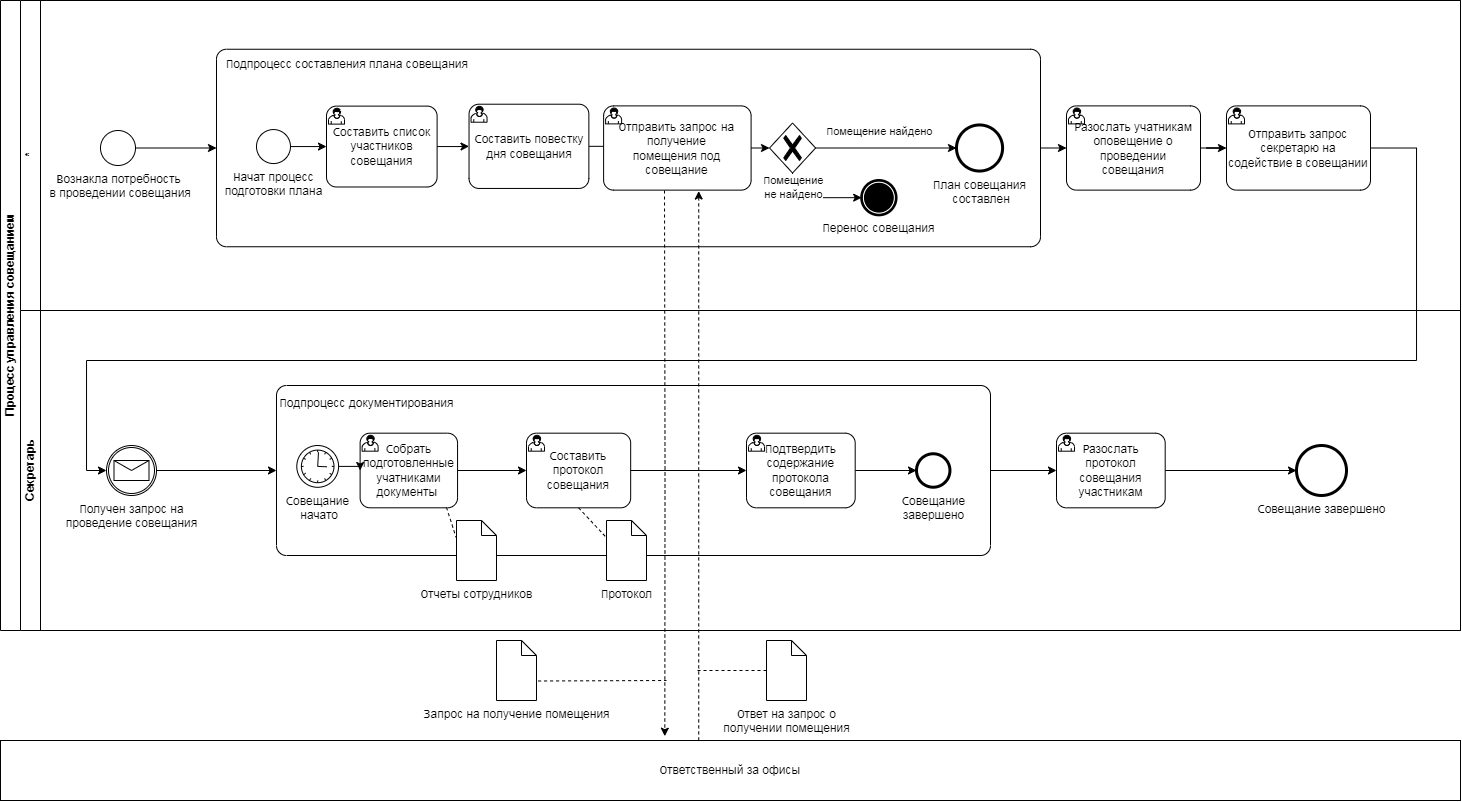 Процесс управления совещанием
*
Секретарь
Вознакла потребность
в проведении совещания
Подпроцесс составления плана совещания
Начат процесс
подготовки плана
Составить список
участников
совещания
Составить повестку
дня совещания
Отправить запрос на
получение
помещения под
совещание
Помещение найдено
Помещение
не найдено
План совещания
составлен
Перенос совещания
Разослать учатникам
оповещение о
проведении
совещания
Отправить запрос
секретарю на
содействие в совещании
Получен запрос на
проведение совещания
Подпроцесс документирования
Совещание
начато
Собрать
подготовленные
учатниками
документы
Составить
протокол
совещания
Подтвердить
содержание
протокола
совещания
Совещание
завершено
Разослать
протокол
совещания
участникам
Совещание завершено
Отчеты сотрудников
Протокол
Запрос на получение помещения
Ответ на запрос о
получении помещения
Ответственный за офисы